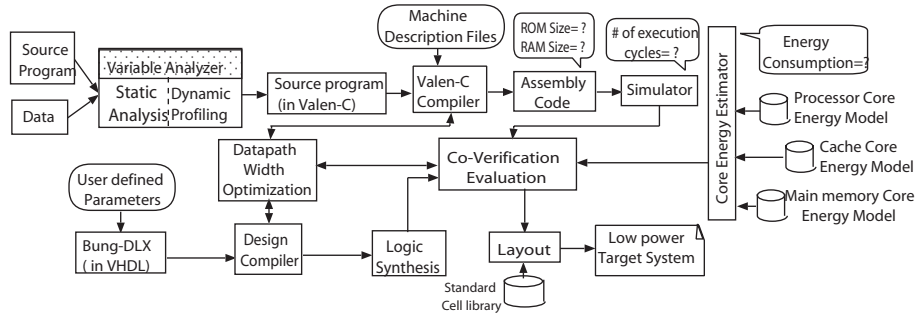 Source
Program
Data
Variable Analyzer
Static
Analysis
Dynamic
Profiling
Source program
(in Valen-C)
Machine
Description Files
Valen-C
Compiler
ROM Size= ?
RAM Size= ?
Assembly
Code
# of execution
cycles= ?
Simulator
Core Energy Estimator
Energy
Consumption=?
Processor Core
Energy Model
Cache Core
Energy Model
Main memory Core
Energy Model
Datapath
Width
Optimization
Co-Verification
Evaluation
User defined
Parameters
Bung-DLX
( in VHDL)
Design
Compiler
Logic
Synthesis
Layout
Low power
Target System
Standard
Cell library